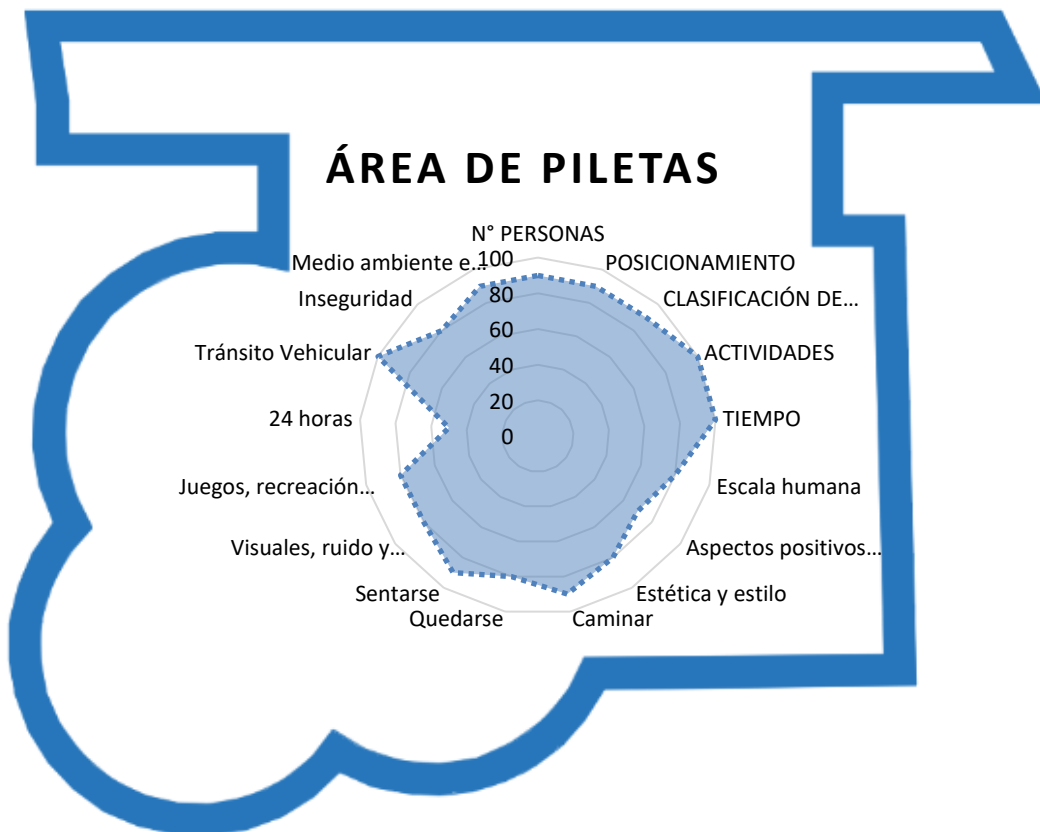 ÁREA DE PILETAS
N° PERSONAS
POSICIONAMIENTO
CLASIFICACIÓN DE...
ACTIVIDADES
TIEMPO
Escala humana
Aspectos positivos...
Estética y estilo
Caminar
Quedarse
Sentarse
Visuales, ruido y...
Juegos, recreación...
24 horas
Tránsito Vehicular
Inseguridad
Medio ambiente e...
100
80
60
40
20
0